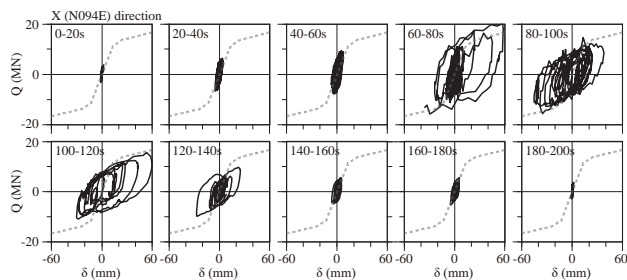 X (N094E) direction
20
0-20s
20-40s
40-60s
60-80s
80-100s
Q (MN)
0
-20
20
100-120s
120-140s
140-160s
160-180s
180-200s
Q (MN)
0
-20
-60 0 60 -60 0 60 -60 0 60 -60 0 60 -60 0 60
δ (mm) δ (mm) δ (mm) δ (mm) δ (mm)